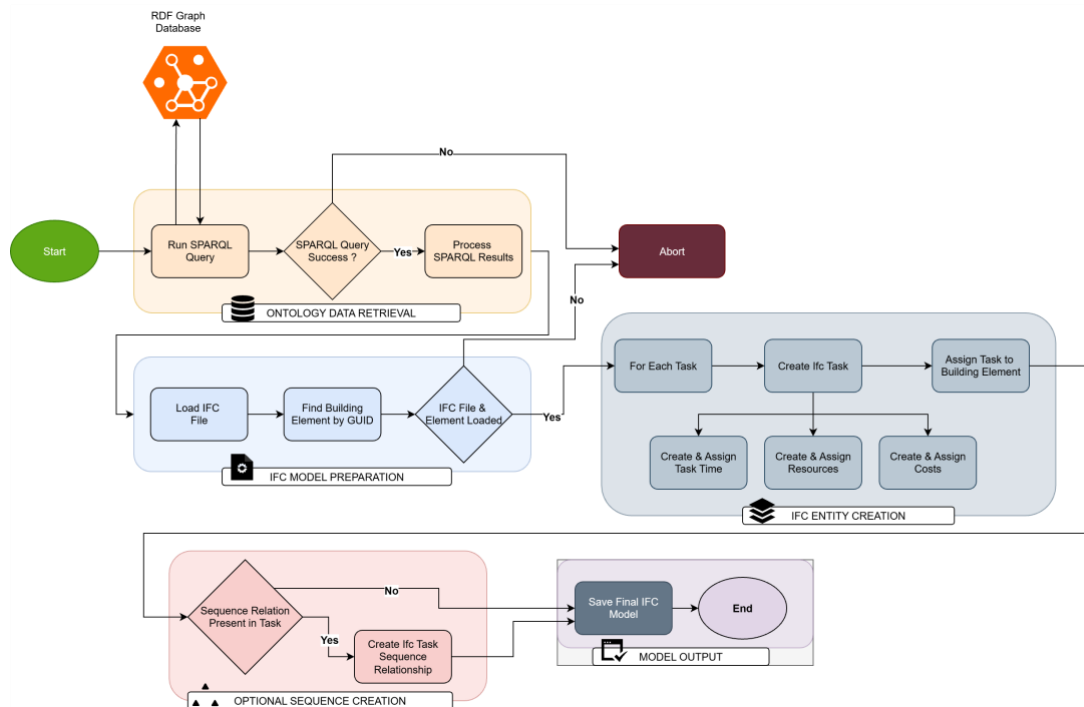 RDF Graph
Database
No
Start
Run SPARQL
Query
SPARQL Query
Success ?
Yes
Process
SPARQL Results
Abort
ONTOLOGY DATA RETRIEVAL
No
Load IFC
File
Find Building
Element by GUID
IFC File &
Element Loaded
Yes
IFC MODEL PREPARATION
For Each Task
Create Ifc Task
Assign Task to
Building Element
Create & Assign
Task Time
Create & Assign
Resources
Create & Assign
Costs
IFC ENTITY CREATION
Sequence Relation
Present in Task
No
Yes
Create Ifc Task
Sequence
Relationship
OPTIONAL SEQUENCE CREATION
Save Final IFC
Model
End
MODEL OUTPUT